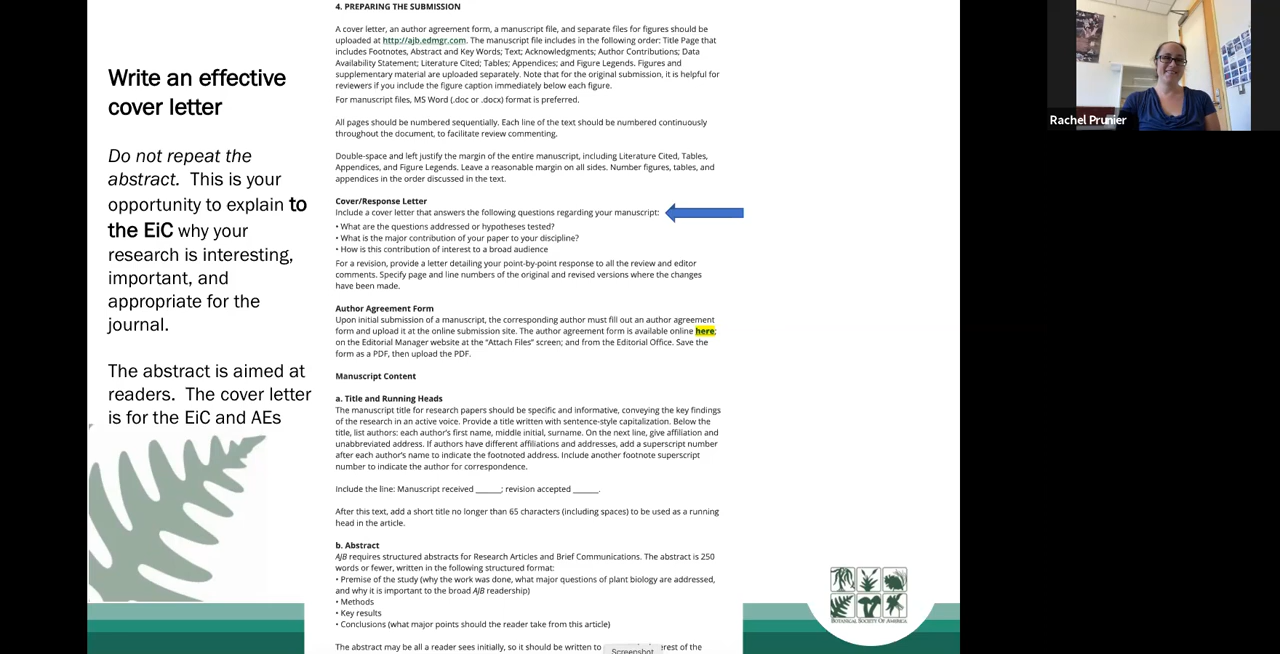 Write an effective
cover letter
Do not repeat the
abstract. This is your
opportunity to explain to
the EiC why your
research is interesting,
important, and
appropriate for the
journal.
The abstract is aimed at
readers. The cover letter
is for the EiC and AEs
4. PREPARING THE SUBMISSION
A cover letter, an author agreement form, a manuscript file, and separate files for figures should be
uploaded at http://ajb.edmgr.com. The manuscript file includes in the following order: Title Page that
includes Footnotes, Abstract and Key Words; Text; Acknowledgments; Author Contributions; Data
Availability Statement; Literature Cited; Tables; Appendices; and Figure Legends. Figures and
supplementary material are uploaded separately. Note that for the original submission, it is helpful for
reviewers if you include the figure caption immediately below each figure.
For manuscript files, MS Word (.doc or .docx) format is preferred.
All pages should be numbered sequentially. Each line of the text should be numbered continuously
throughout the document, to facilitate review commenting.
Double-space and left justify the margin of the entire manuscript, including Literature Cited, Tables,
Appendices, and Figure Legends. Leave a reasonable margin on all sides. Number figures, tables, and
appendices in the order discussed in the text.
Cover/Response Letter
Include a cover letter that answers the following questions regarding your manuscript:
• What are the questions addressed or hypotheses tested?
• What is the major contribution of your paper to your discipline?
• How is this contribution of interest to a broad audience
For a revision, provide a letter detailing your point-by-point response to all the review and editor
comments. Specify page and line numbers of the original and revised versions where the changes
have been made.
Author Agreement Form
Upon initial submission of a manuscript, the corresponding author must fill out an author agreement
form and upload it at the online submission site. The author agreement form is available online here;
on the Editorial Manager website at the "Attach Files" screen; and from the Editorial Office. Save the
form as a PDF, then upload the PDF.
Manuscript Content
a. Title and Running Heads
The manuscript title for research papers should be specific and informative, conveying the key findings
of the research in an active voice. Provide a title written with sentence-style capitalization. Below the
title, list authors: each author's first name, middle initial, surname. On the next line, give affiliation and
unabbreviated address. If authors have different affiliations and addresses, add a superscript number
after each author's name to indicate the footnoted address. Include another footnote superscript
number to indicate the author for correspondence.
Include the line: Manuscript received ______; revision accepted ______.
After this text, add a short title no longer than 65 characters (including spaces) to be used as a running
head in the article.
b. Abstract
AJB requires structured abstracts for Research Articles and Brief Communications. The abstract is 250
words or fewer, written in the following structured format:
• Premise of the study (why the work was done, what major questions of plant biology are addressed,
and why it is important to the broad AJB readership)
• Methods
• Key results
• Conclusions (what major points should the reader take from this article)
The abstract may be all a reader sees initially, so it should be written to erest of the
Screenshot
BOTANICAL SOCIETY OF AMERICA
Rachel Prunier